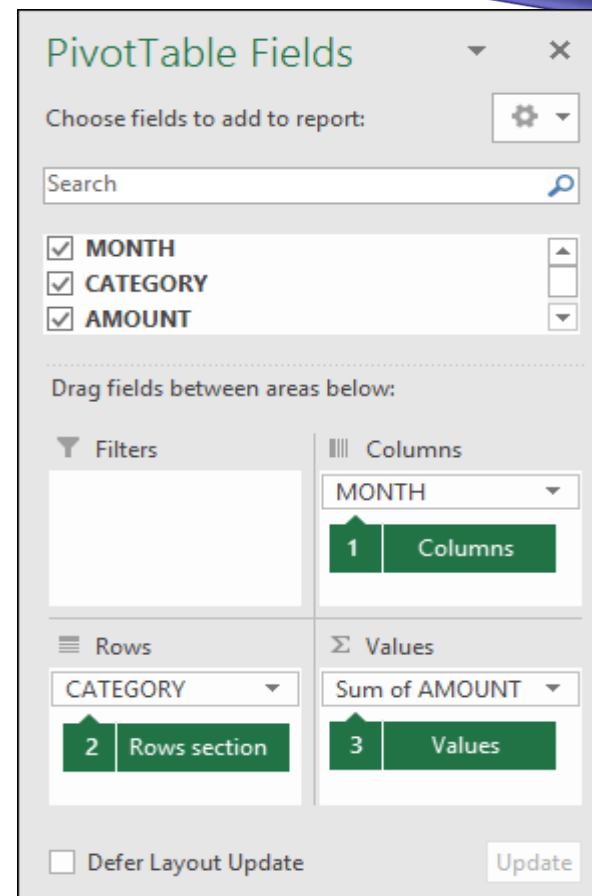 PivotTable Fields
Choose fields to add to report:
Search
MONTH
CATEGORY
AMOUNT
Drag fields between areas below:
Filters
Columns
MONTH
1 Columns
Rows
Σ Values
CATEGORY
Sum of AMOUNT
2 Rows section
3 Values
Defer Layout Update
Update